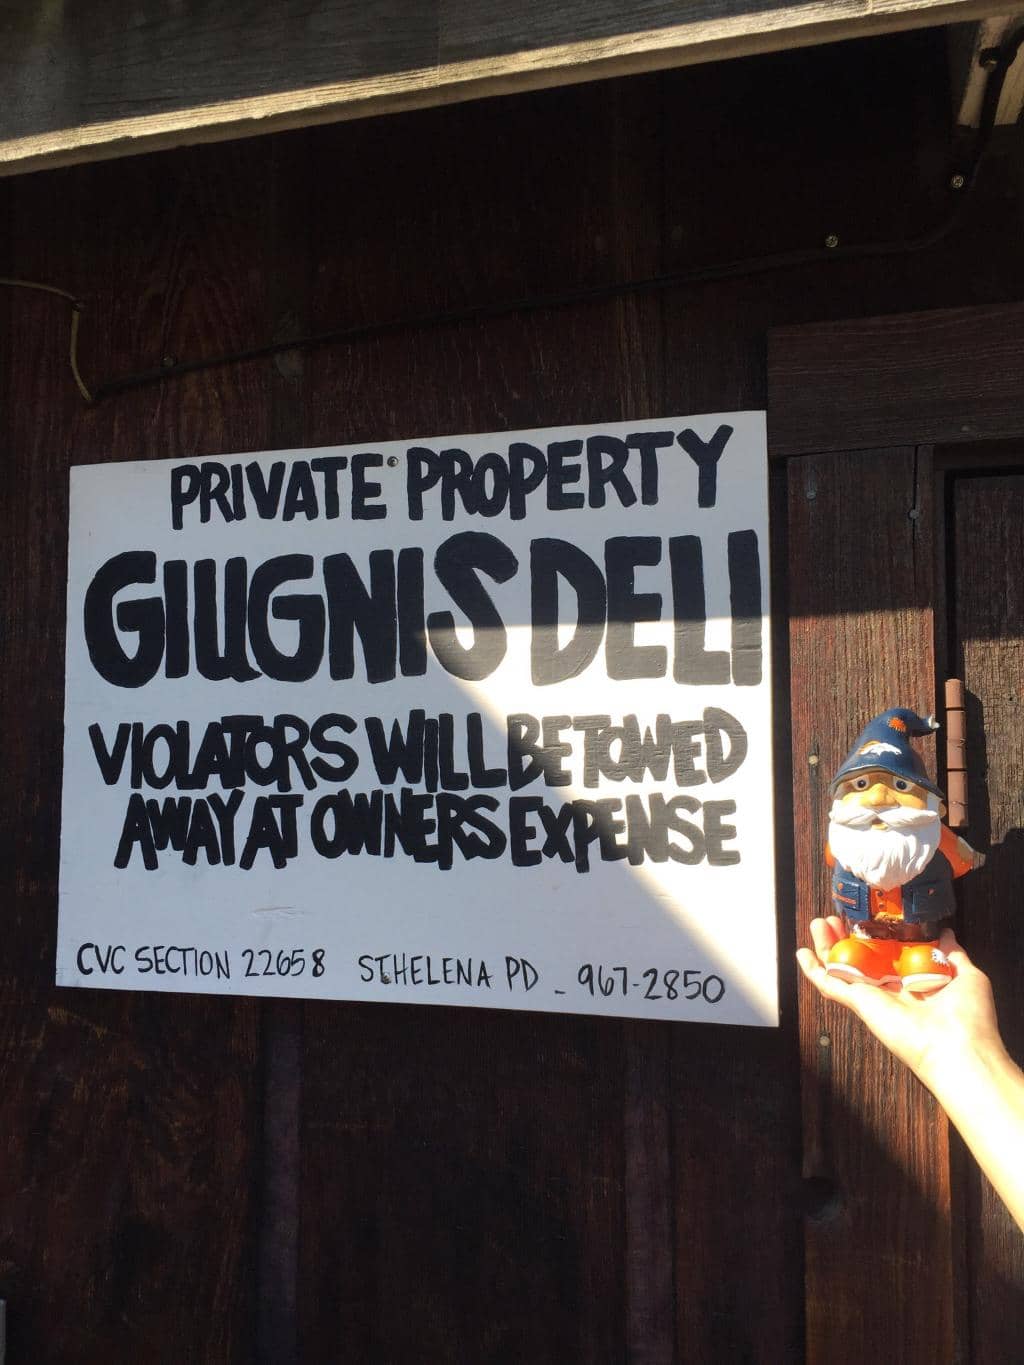 PRIVATE PROPERTY
GIUGNIS DELI
VIOLATORS WILL BE TOWED
AWAY AT OWNERS EXPENSE
CVC SECTION 22658 ST HELENA PD - 967-2850